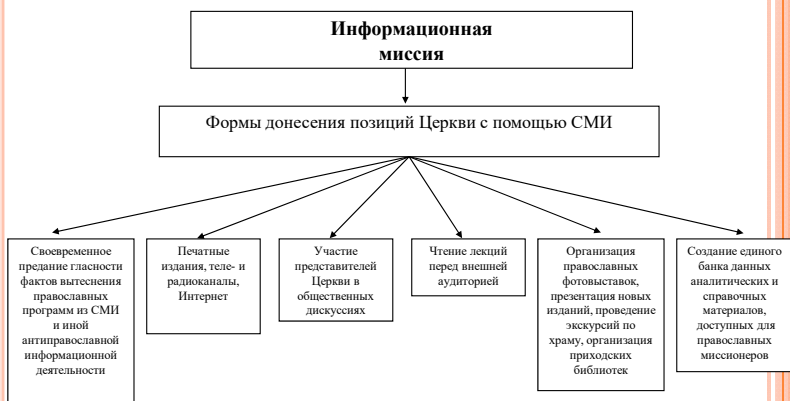 Информационная
миссия
Формы донесения позиций Церкви с помощью СМИ
Своевременное
предание гласности
фактов вытеснения
православных
программ из СМИ
и иной
антиправославной
информационной
деятельности
Печатные
издания, теле- и
радиоканалы,
Интернет
Участие
представителей
Церкви в
общественных
дискуссиях
Чтение лекций
перед внешней
аудиторией
Организация
православных
фотовыставок,
презентация новых
изданий, проведение
экскурсий по
храму, организация
приходских
библиотек
Создание единого
банка данных
аналитических и
справочных
материалов,
доступных для
православных
миссионеров